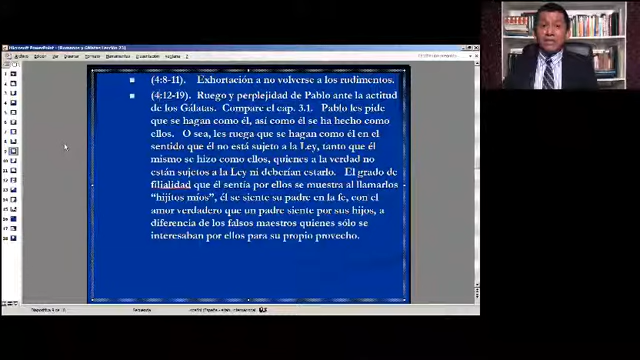 Microsoft PowerPoint - [Romanos y Gálatas Lección 23]
(4:8-11).   Exhortación a no volverse a los rudimentos.
(4:12-19).  Ruego y perplejidad de Pablo ante la actitud
de los Gálatas.  Compare el cap. 3.1.   Pablo les pide
que se hagan como él, así como él se ha hecho como
ellos.   O sea, les ruega que se hagan como él en el
sentido que él no está sujeto a la Ley, tanto que él
mismo se hizo como ellos, quienes a la verdad no
están sujetos a la Ley ni deberían estarlo.   El grado de
filialidad que él sentía por ellos se muestra al llamarlos
“hijitos míos”, él se siente su padre en la fe, con el
amor verdadero que un padre siente por sus hijos, a
diferencia de los falsos maestros quienes sólo se
interesaban por ellos para su propio provecho.